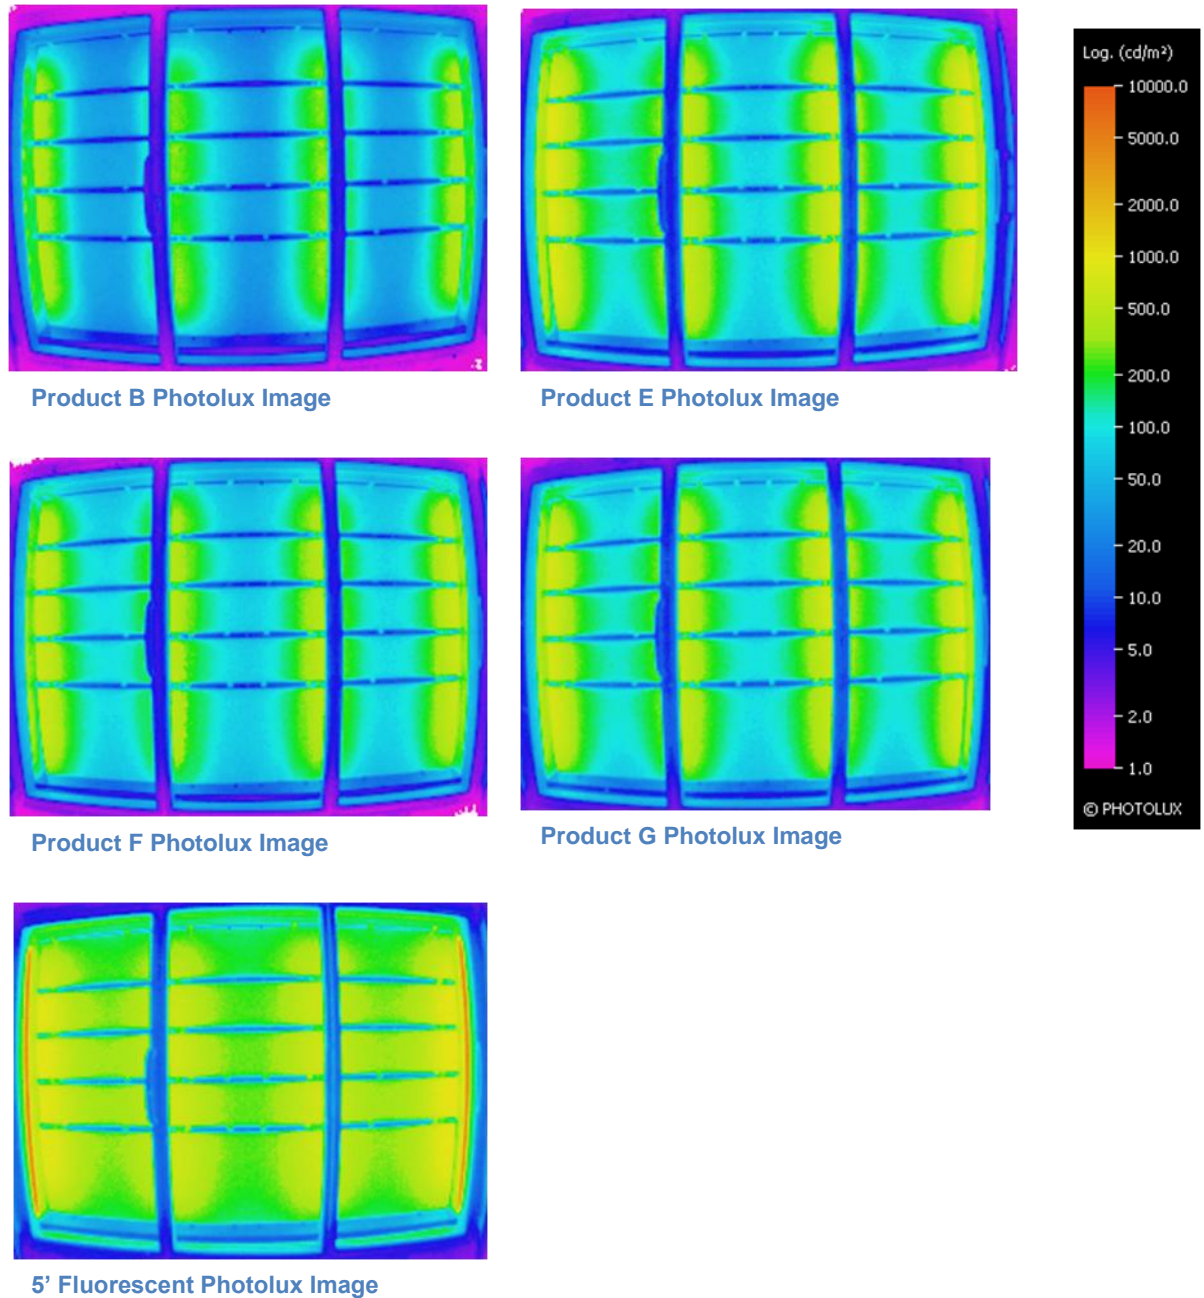 Log. (cd/m²)
10000.0
5000.0
2000.0
1000.0
500.0
200.0
100.0
50.0
20.0
10.0
5.0
2.0
1.0
© PHOTOLUX
Product B Photolux Image
Product E Photolux Image
Product F Photolux Image
Product G Photolux Image
5’ Fluorescent Photolux Image